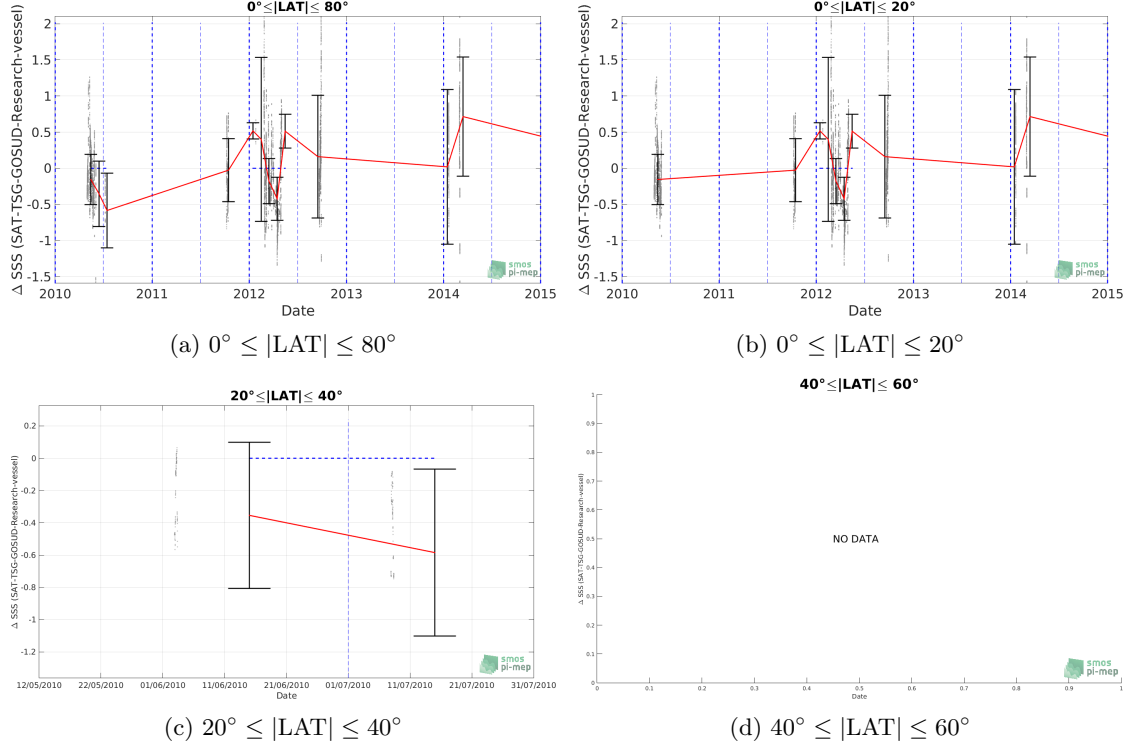 0°≤|LAT|≤ 80°
Δ SSS (SAT-TSG-GOSUD-Research-vessel)
2
1.5
1
0.5
0
-0.5
-1
-1.5
2010 2011 2012 2013 2014 2015
Date
smos
pi-mep
(a) 0° ≤ |LAT| ≤ 80°
0°≤|LAT|≤ 20°
Δ SSS (SAT-TSG-GOSUD-Research-vessel)
2
1.5
1
0.5
0
-0.5
-1
-1.5
2010 2011 2012 2013 2014 2015
Date
smos
pi-mep
(b) 0° ≤ |LAT| ≤ 20°
20°≤|LAT|≤ 40°
Δ SSS (SAT-TSG-GOSUD-Research-vessel)
0.2
0
-0.2
-0.4
-0.6
-0.8
-1
-1.2
12/05/2010 22/05/2010 01/06/2010 11/06/2010 21/06/2010 01/07/2010 11/07/2010 21/07/2010 31/07/2010
Date
smos
pi-mep
(c) 20° ≤ |LAT| ≤ 40°
40°≤|LAT|≤ 60°
Δ SSS (SAT-TSG-GOSUD-Research-vessel)
1
0.9
0.8
0.7
0.6
0.5
0.4
0.3
0.2
0.1
0
NO DATA
0 0.1 0.2 0.3 0.4 0.5 0.6 0.7 0.8 0.9 1
Date
smos
pi-mep
(d) 40° ≤ |LAT| ≤ 60°